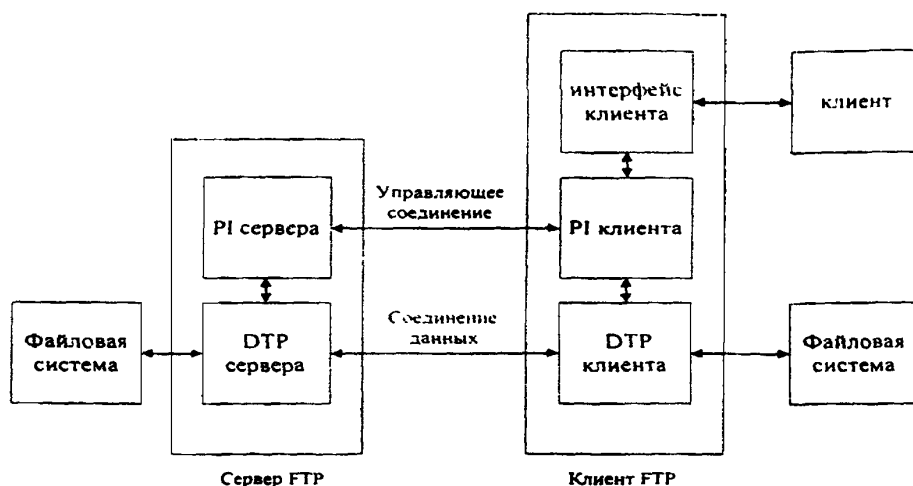 интерфейс
клиента
клиент
Управляющее
соединение
PI сервера
PI клиента
Файловая
система
DTP
сервера
Соединение
данных
DTP
клиента
Файловая
система
Сервер FTP
Клиент FTP